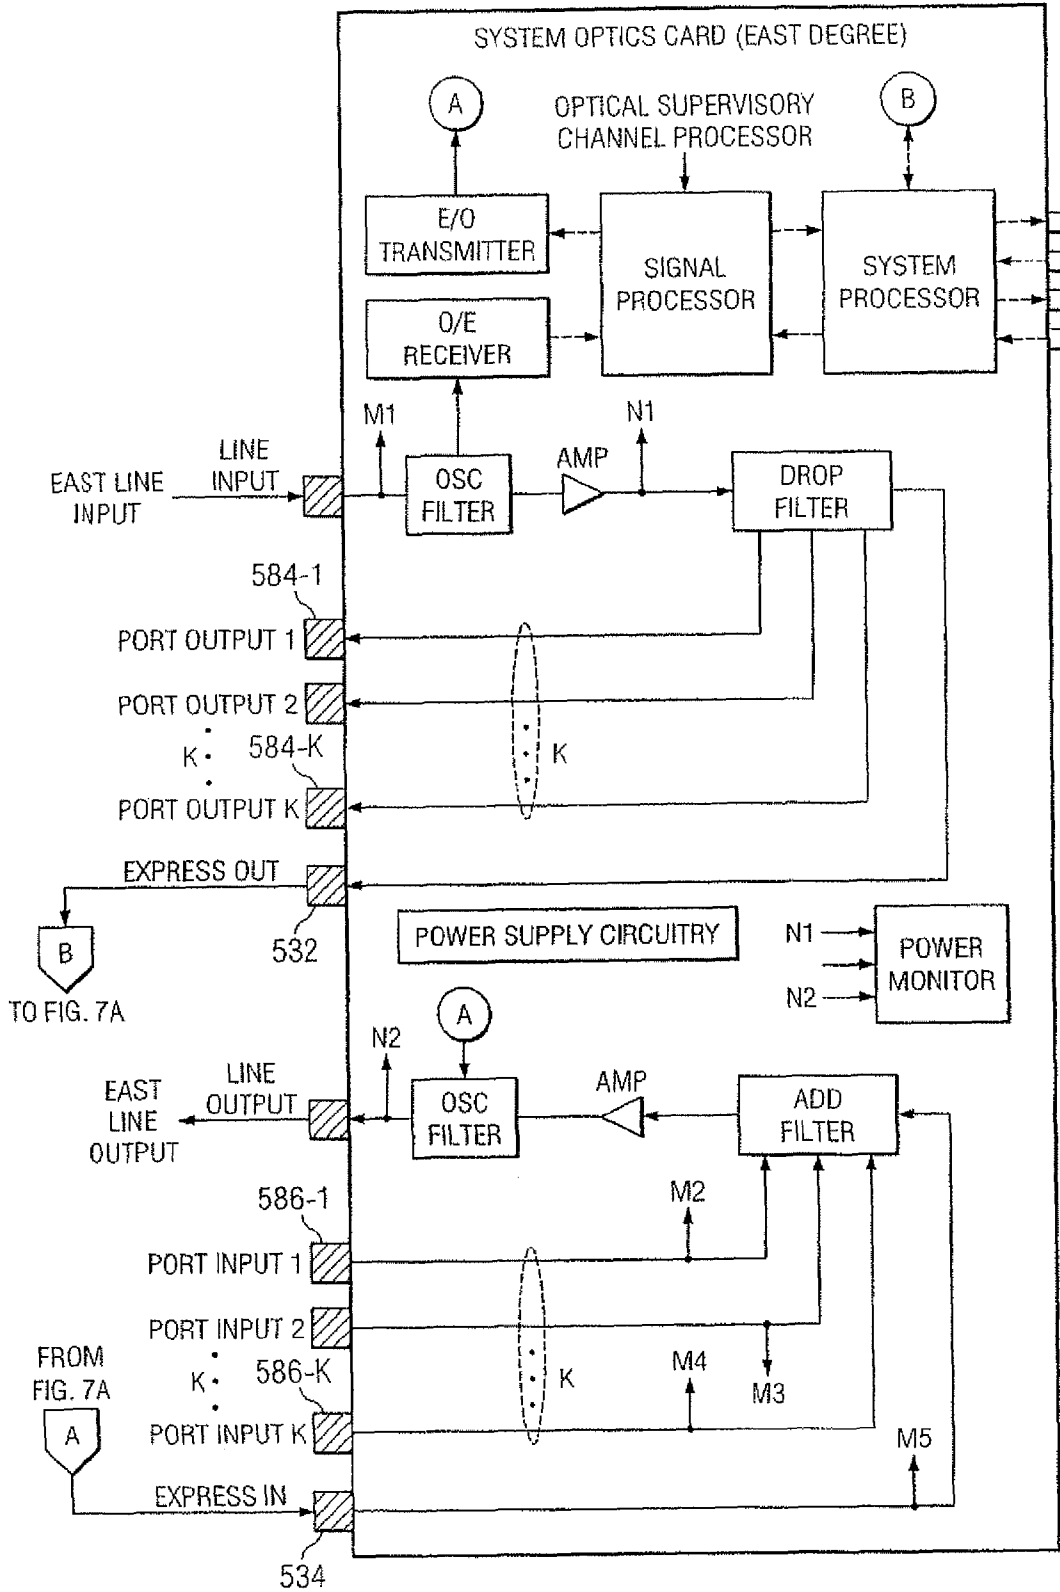 SYSTEM OPTICS CARD (EAST DEGREE)
A
OPTICAL SUPERVISORY
CHANNEL PROCESSOR
B
E/O
TRANSMITTER
SIGNAL
PROCESSOR
SYSTEM
PROCESSOR
O/E
RECEIVER
M1
N1
EAST LINE
INPUT
LINE
INPUT
OSC
FILTER
AMP
DROP
FILTER
584-1
PORT OUTPUT 1
PORT OUTPUT 2
K
584-K
K
PORT OUTPUT K
EXPRESS OUT
532
B
TO FIG. 7A
POWER SUPPLY CIRCUITRY
N1
N2
POWER
MONITOR
A
N2
EAST
LINE
OUTPUT
LINE
OUTPUT
OSC
FILTER
AMP
ADD
FILTER
586-1
M2
PORT INPUT 1
PORT INPUT 2
M3
FROM
FIG. 7A
K
586-K
K
M4
A
PORT INPUT K
M5
EXPRESS IN
534